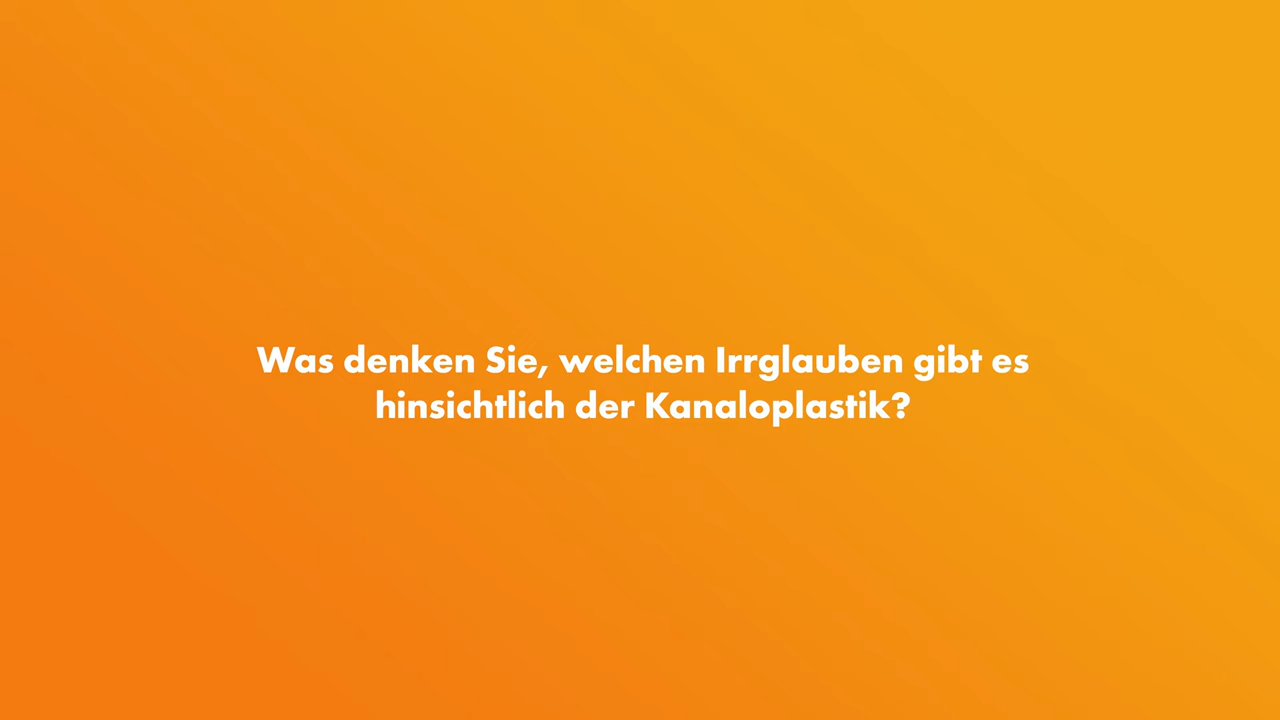 Was denken Sie, welchen Irrglauben gibt es
hinsichtlich der Kanaloplastik?